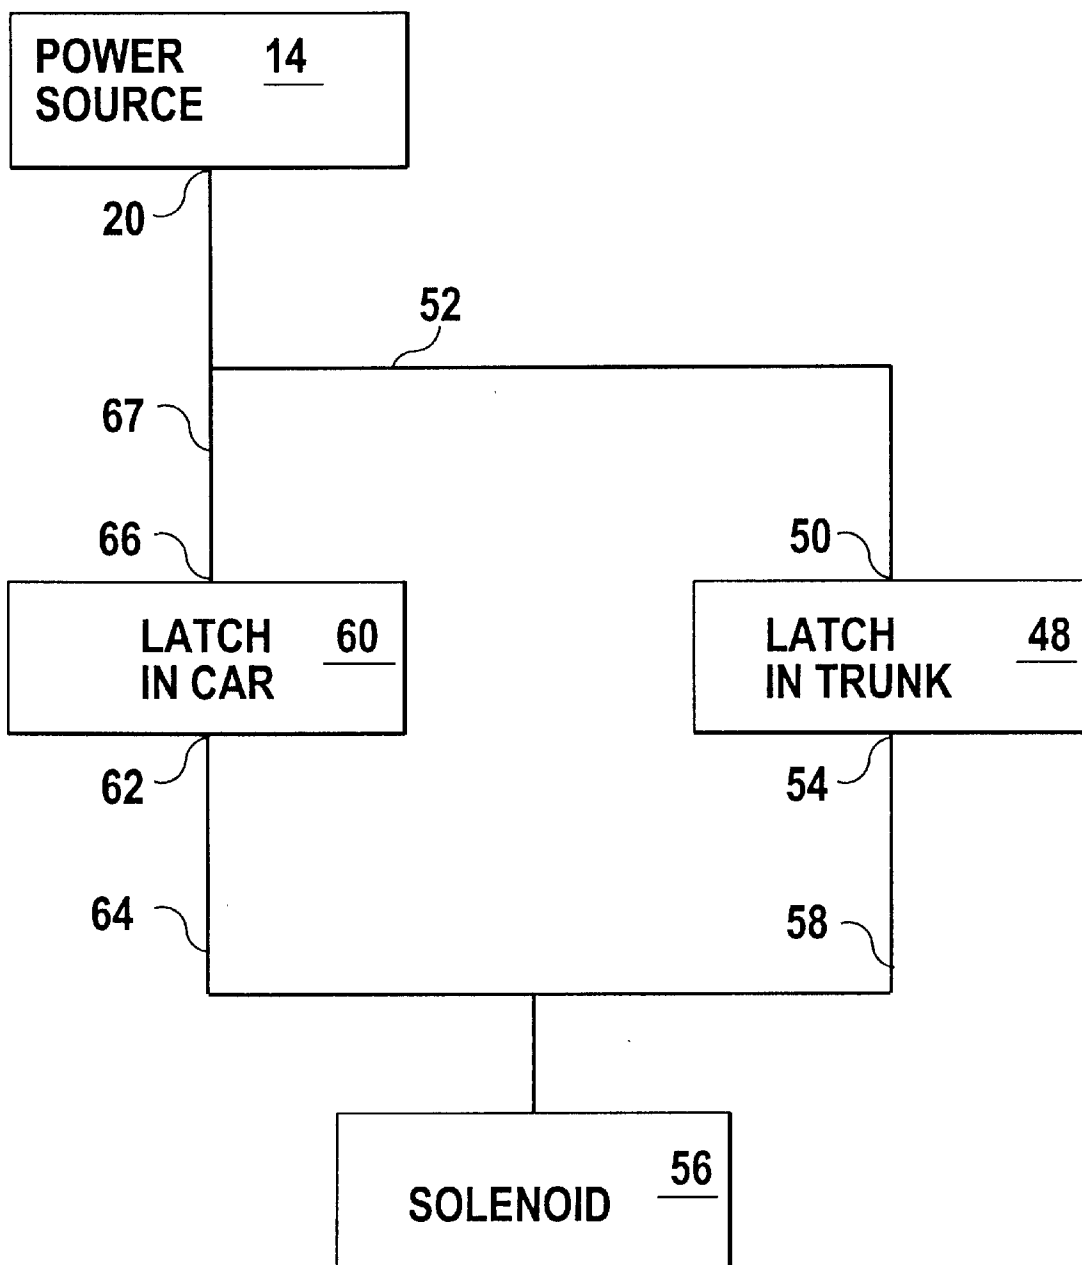 POWER 14
SOURCE
20
52
67
66
50
LATCH 60
IN CAR
LATCH 48
IN TRUNK
62
54
64
58
56
SOLENOID